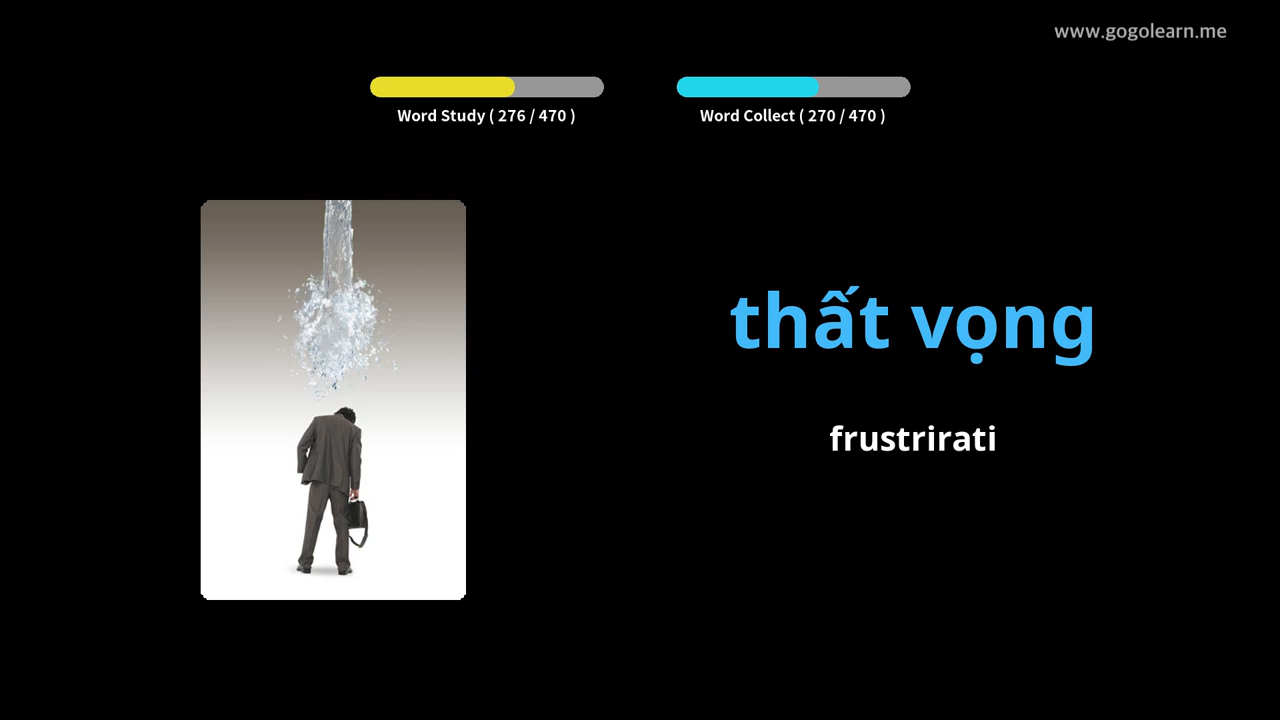 www.gogolearn.me
Word Study ( 276 / 470 )
Word Collect ( 270 / 470 )
thất vọng
frustrirati